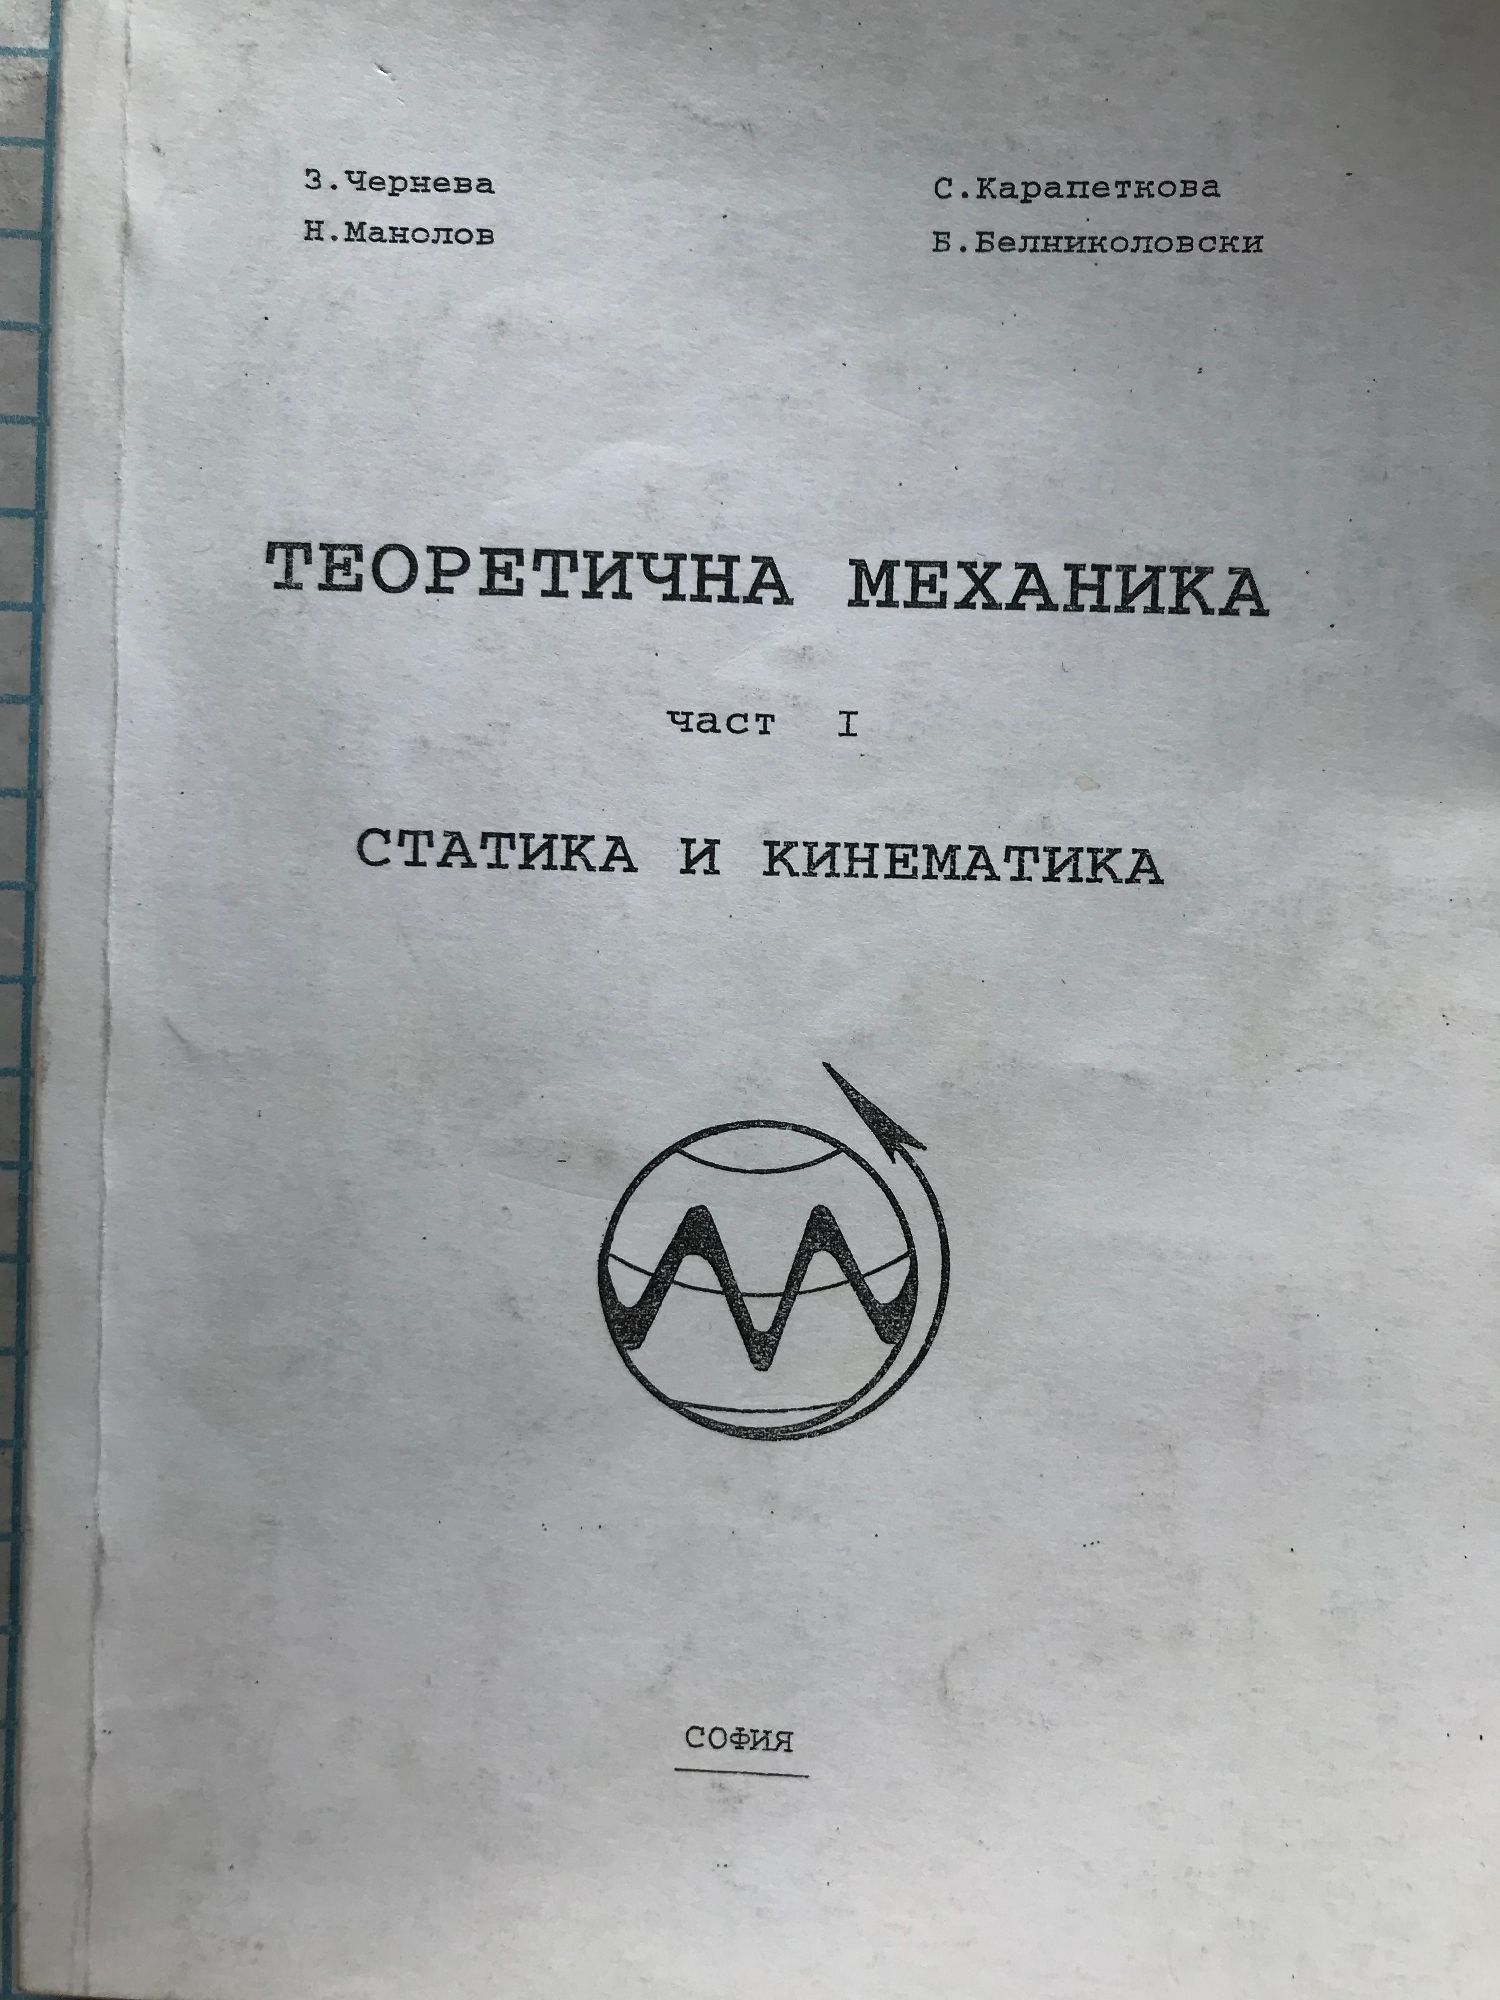 З.Чернева
Н.Манолов
С.Карапеткова
Б.Белниколовски
ТЕОРЕТИЧНА МЕХАНИКА
част I
СТАТИКА И КИНЕМАТИКА
СОФИЯ